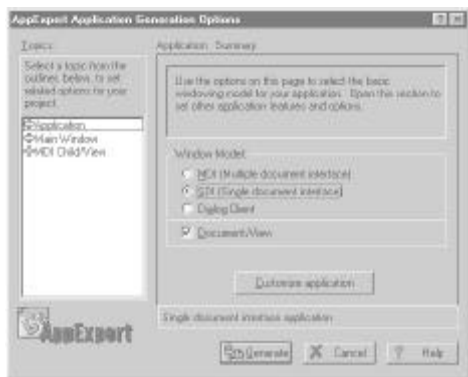 AppExpert Application Generation Options
Topics:
Select a topic from the
outlines, below, to set
related options for your
project.
Application
Main Window
MDI Child/View
AppExpert
Application: Summary
Use the options on this page to select the basic
windowing model for your application. Open this section to
set other application features and options.
Window Model:
MDI (Multiple document interface)
SDI (Single document interface)
Dialog Client
Document/View
Customize application
Single document interface application
Generate
Cancel
? Help